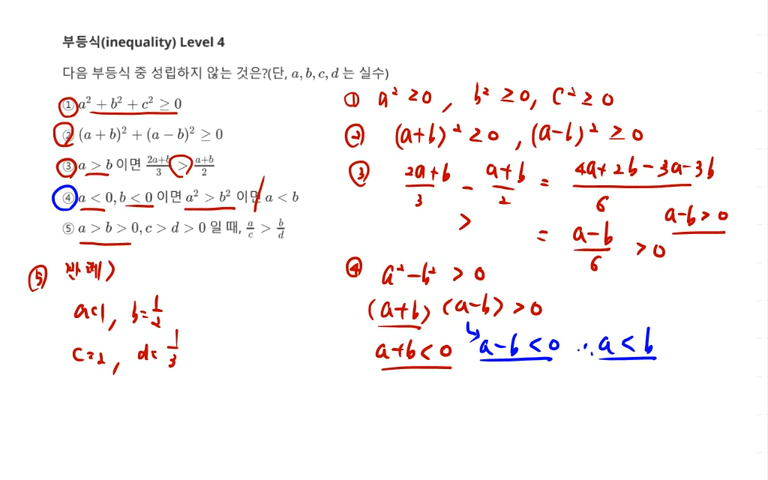 부등식(inequality) Level 4
다음 부등식 중 성립하지 않는 것은?(단, a, b, c, d 는 실수)
① a² + b² + c² ≥ 0
② (a + b)² + (a − b)² ≥ 0
③ a > b 이면 (2a+b)/3 > (a+b)/2
④ a < 0, b < 0 이면 a² > b² 이면 a < b
⑤ a > b > 0, c > d > 0 일 때, a/c > b/d
① a² ≥ 0 , b² ≥ 0, c² ≥ 0
② (a+b)² ≥ 0 , (a-b)² ≥ 0
③ (2a+b)/3 - (a+b)/2 = (4a+2b-3a-3b)/6
>
= (a-b)/6 > 0
a-b > 0
④ a²-b² > 0
(a+b) (a-b) > 0
a+b < 0 ↳ a-b < 0 ∴ a < b
⑤ 반례)
a=1, b=1/2
c=2, d=1/3